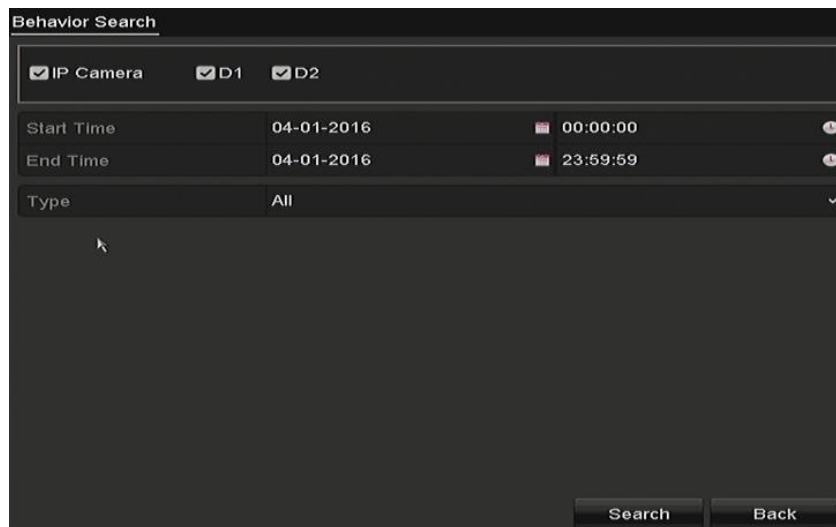 Behavior Search
IP Camera D1 D2
Start Time 04-01-2016 00:00:00
End Time 04-01-2016 23:59:59
Type All
Search Back